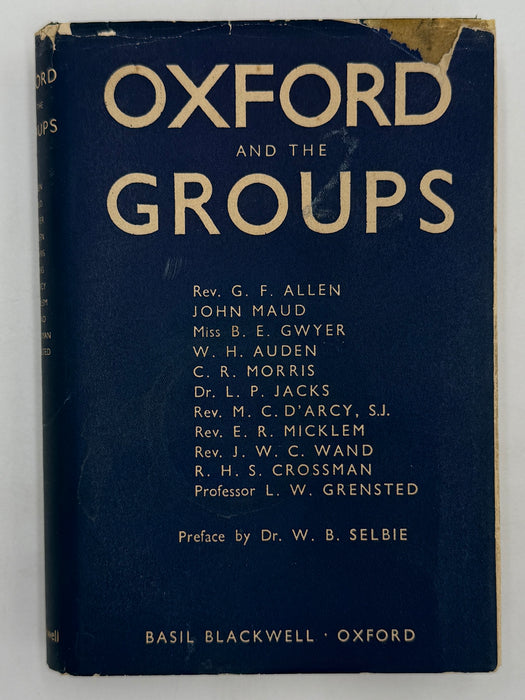 OXFORD
AND THE
GROUPS
Rev. G. F. ALLEN
JOHN MAUD
Miss B. E. GWYER
W. H. AUDEN
C. R. MORRIS
Dr. L. P. JACKS
Rev. M. C. D'ARCY, S.J.
Rev. E. R. MICKLEM
Rev. J. W. C. WAND
R. H. S. CROSSMAN
Professor L. W. GRENSTED
Preface by Dr. W. B. SELBIE
BASIL BLACKWELL · OXFORD